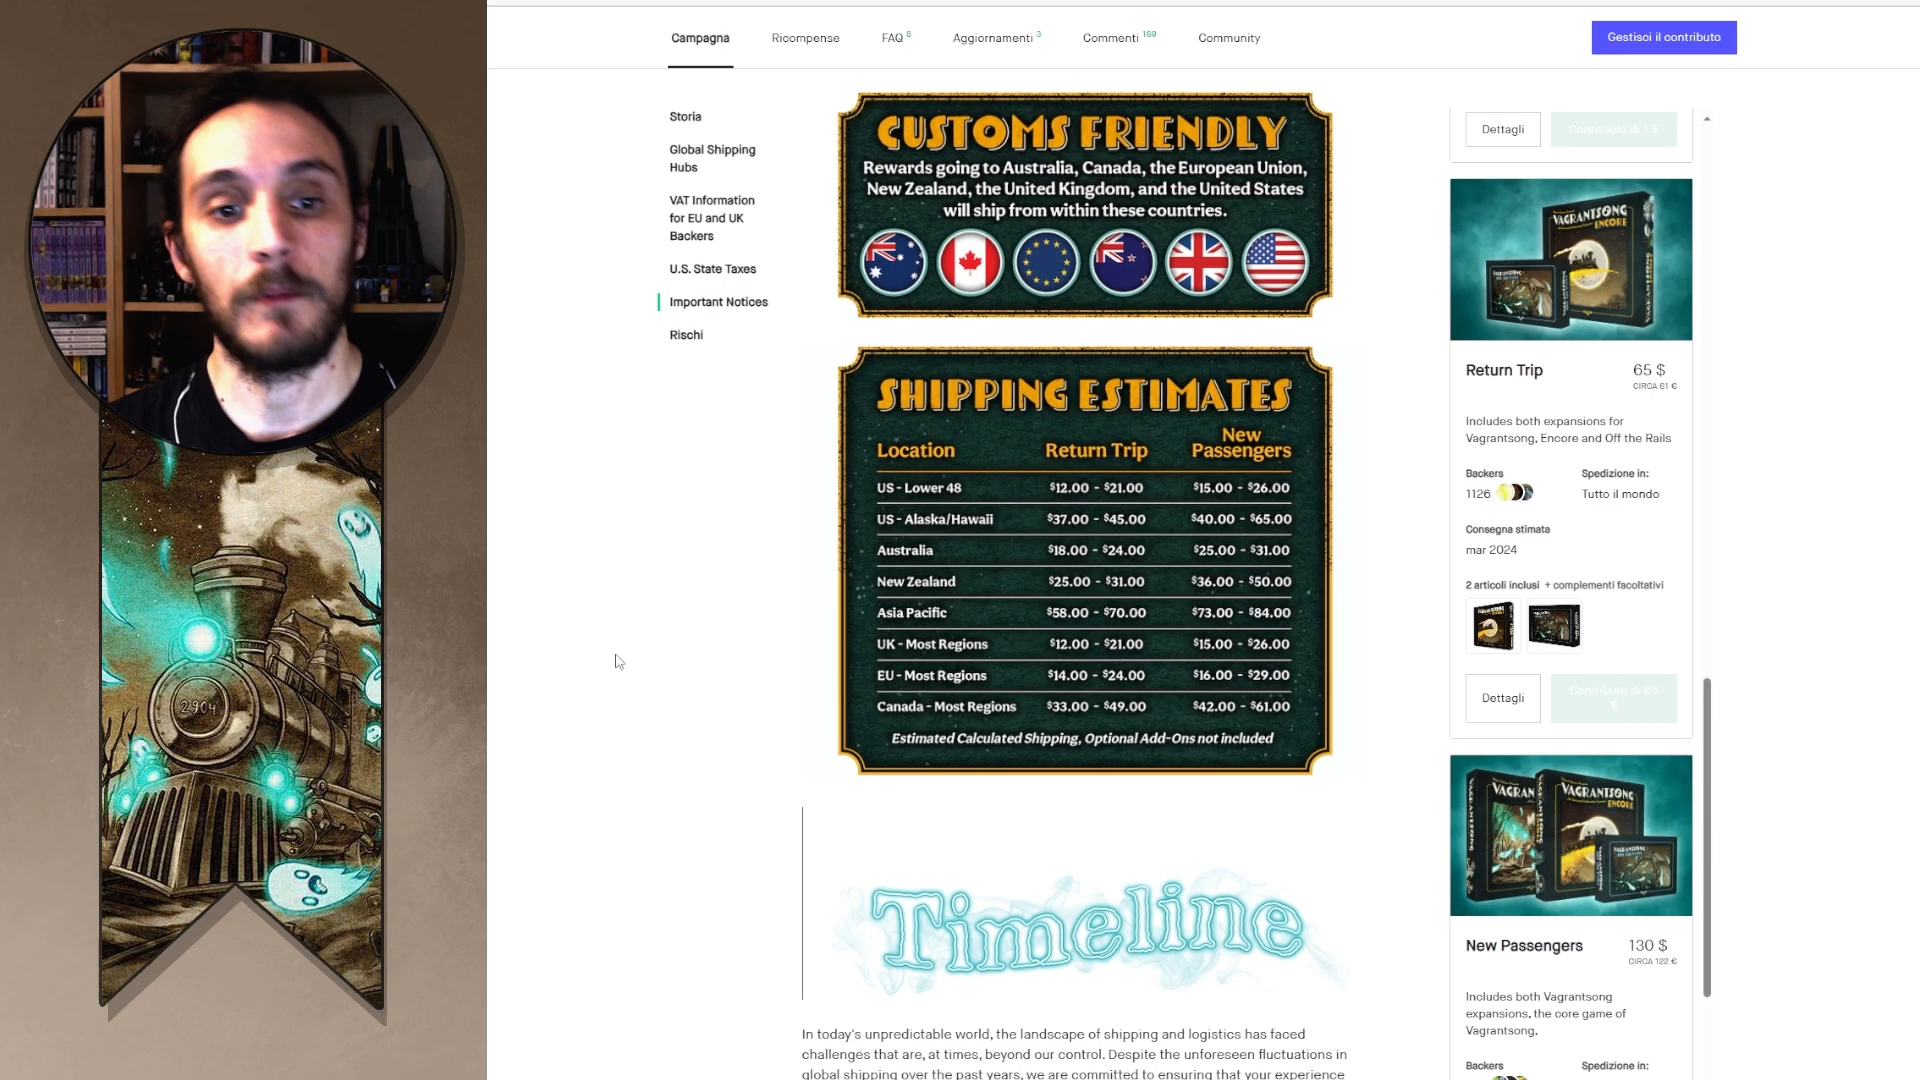 Campagna
Ricompense
FAQ 8
Aggiornamenti 3
Commenti 169
Community
Gestisci il contributo
Storia
Global Shipping
Hubs
VAT Information
for EU and UK
Backers
U.S. State Taxes
Important Notices
Rischi
CUSTOMS FRIENDLY
Rewards going to Australia, Canada, the European Union,
New Zealand, the United Kingdom, and the United States
will ship from within these countries.
SHIPPING ESTIMATES
Location Return Trip New Passengers
US - Lower 48 $12.00 - $21.00 $15.00 - $26.00
US - Alaska/Hawaii $37.00 - $45.00 $40.00 - $65.00
Australia $18.00 - $24.00 $25.00 - $31.00
New Zealand $25.00 - $31.00 $36.00 - $50.00
Asia Pacific $58.00 - $70.00 $73.00 - $84.00
UK - Most Regions $12.00 - $21.00 $15.00 - $26.00
EU - Most Regions $14.00 - $24.00 $16.00 - $29.00
Canada - Most Regions $33.00 - $49.00 $42.00 - $61.00
Estimated Calculated Shipping, Optional Add-Ons not included
Timeline
In today's unpredictable world, the landscape of shipping and logistics has faced
challenges that are, at times, beyond our control. Despite the unforeseen fluctuations in
global shipping over the past years, we are committed to ensuring that your experience
Dettagli
Contributo di 1 $
VAGRANTSONG
ENCORE
Return Trip 65 $
CIRCA 61 €
Includes both expansions for
Vagrantsong, Encore and Off the Rails
Backers Spedizione in:
1126 Tutto il mondo
Consegna stimata
mar 2024
2 articoli inclusi + complementi facoltativi
Dettagli
Contributo di 65
$
VAGRAN
VAGRANTSONG
ENCORE
VAGRANTSONG
New Passengers 130 $
CIRCA 122 €
Includes both Vagrantsong
expansions, the core game of
Vagrantsong,
Backers Spedizione in:
2904